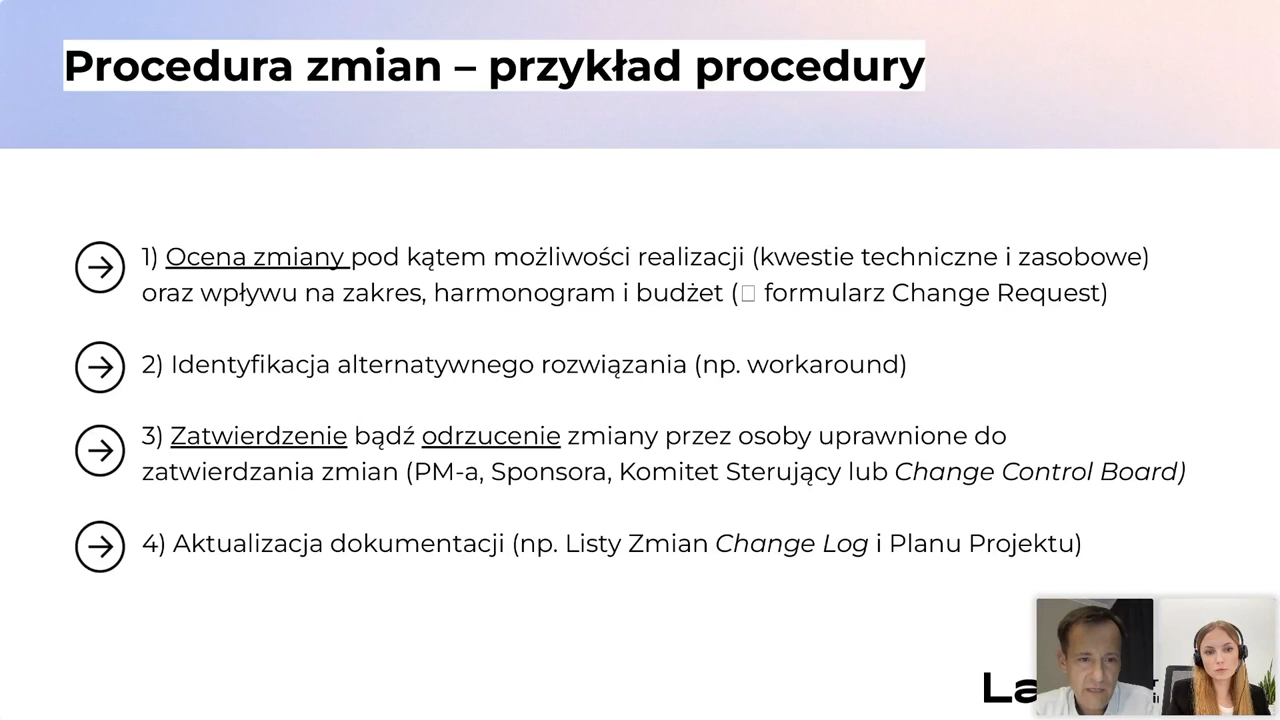 Procedura zmian – przykład procedury
1) Ocena zmiany pod kątem możliwości realizacji (kwestie techniczne i zasobowe)
oraz wpływu na zakres, harmonogram i budżet (□ formularz Change Request)
2) Identyfikacja alternatywnego rozwiązania (np. workaround)
3) Zatwierdzenie bądź odrzucenie zmiany przez osoby uprawnione do
zatwierdzania zmian (PM-a, Sponsora, Komitet Sterujący lub Change Control Board)
4) Aktualizacja dokumentacji (np. Listy Zmian Change Log i Planu Projektu)